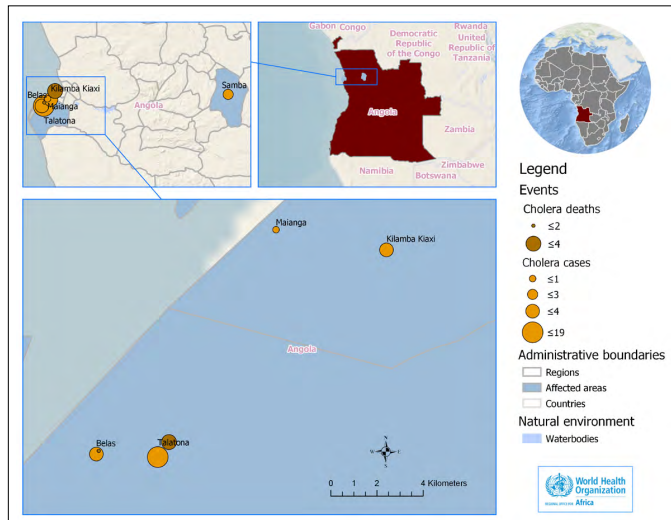 Gabon
Congo
Democratic
Republic
of the Congo
Rwanda
United
Republic of
Tanzania
Angola
Zambia
Zimbabwe
Namibia
Botswana
Kilamba Kiaxi
Belas
Maianga
Talatona
Angola
Samba
Maianga
Kilamba Kiaxi
Angola
Belas
Talatona
N
W
E
S
0 1 2 4 Kilometers
Legend
Events
Cholera deaths
≤2
≤4
Cholera cases
≤1
≤3
≤4
≤19
Administrative boundaries
Regions
Affected areas
Countries
Natural environment
Waterbodies
World Health
Organization
REGIONAL OFFICE FOR Africa